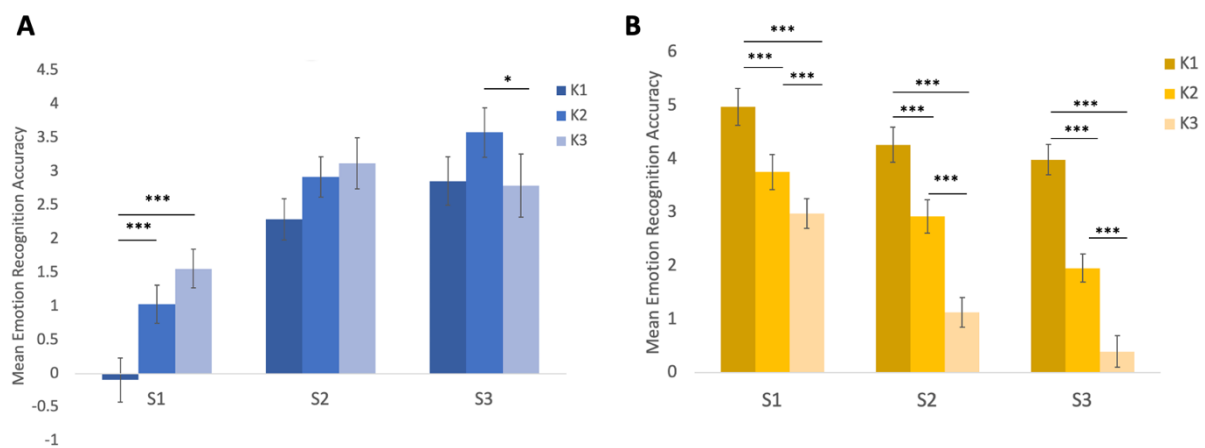 A
Mean Emotion Recognition Accuracy
4.5
4
3.5
3
2.5
2
1.5
1
0.5
0
-0.5
-1
***
***
*
K1
K2
K3
S1
S2
S3
B
Mean Emotion Recognition Accuracy
6
5
4
3
2
1
0
***
***
***
***
***
***
***
***
***
K1
K2
K3
S1
S2
S3